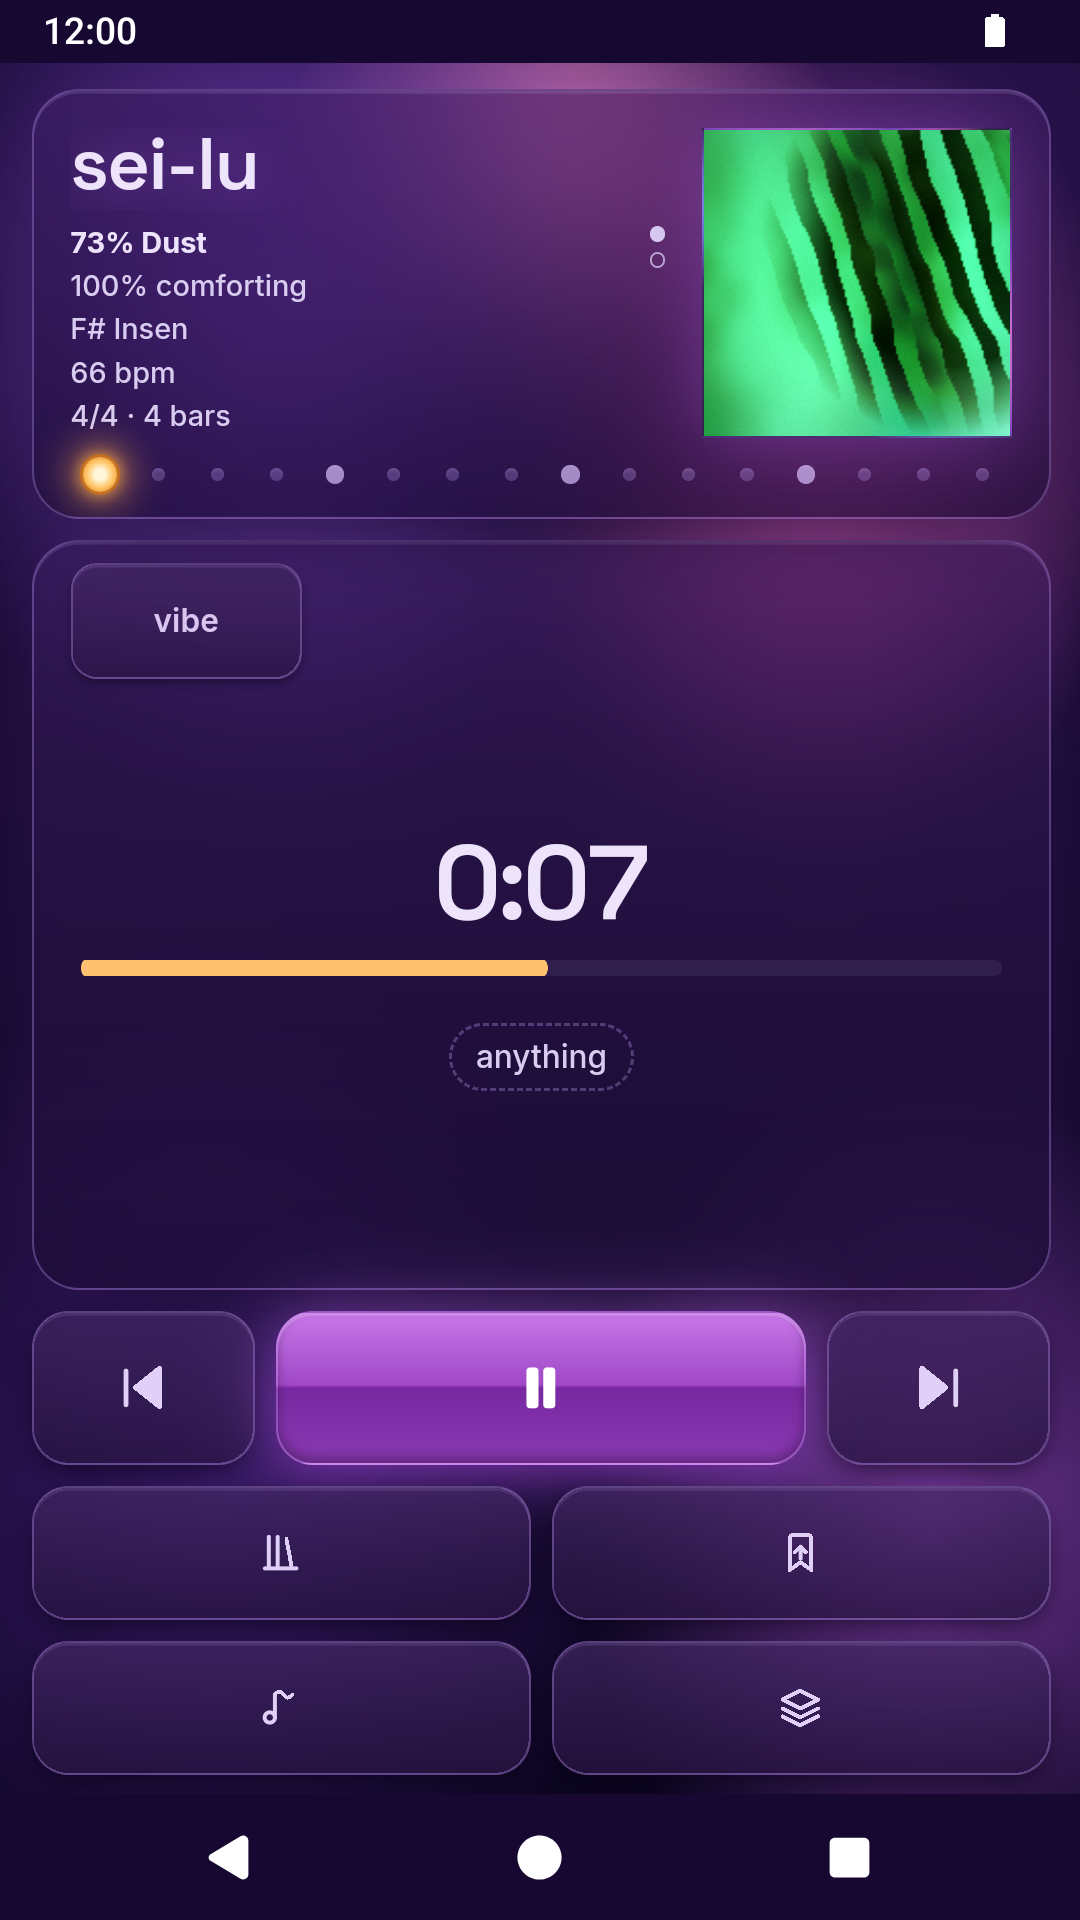 12:00
sei-lu
73% Dust
100% comforting
F# Insen
66 bpm
4/4 · 4 bars
vibe
0:07
anything